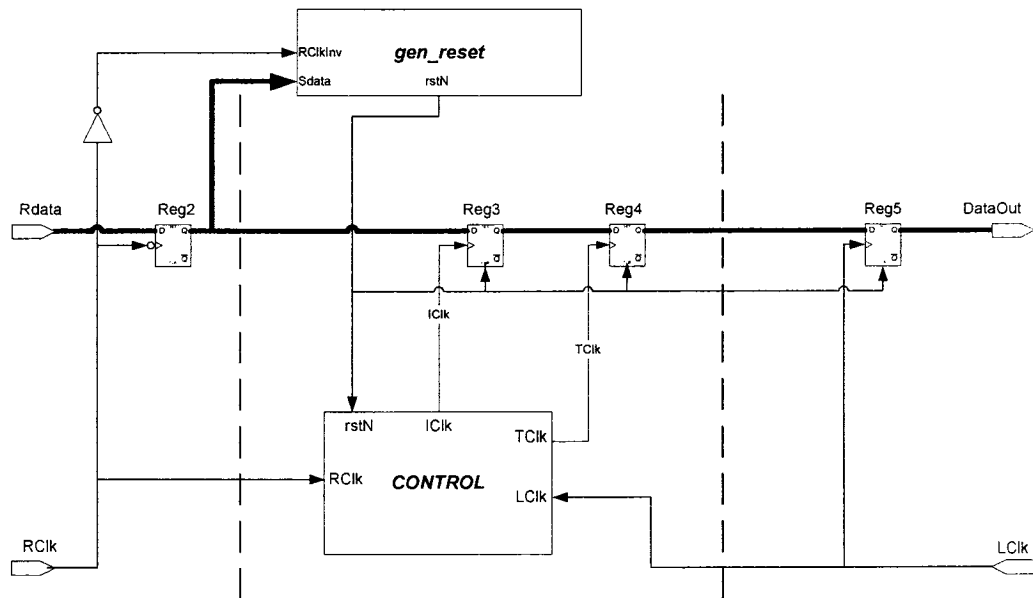 gen_reset
RClkInv
Sdata
rstN
Rdata
Reg2
Reg3
Reg4
Reg5
DataOut
D Q
Q
D Q
Q
D Q
Q
D Q
Q
IClk
TClk
rstN
IClk
TClk
RClk
CONTROL
LClk
RClk
LClk